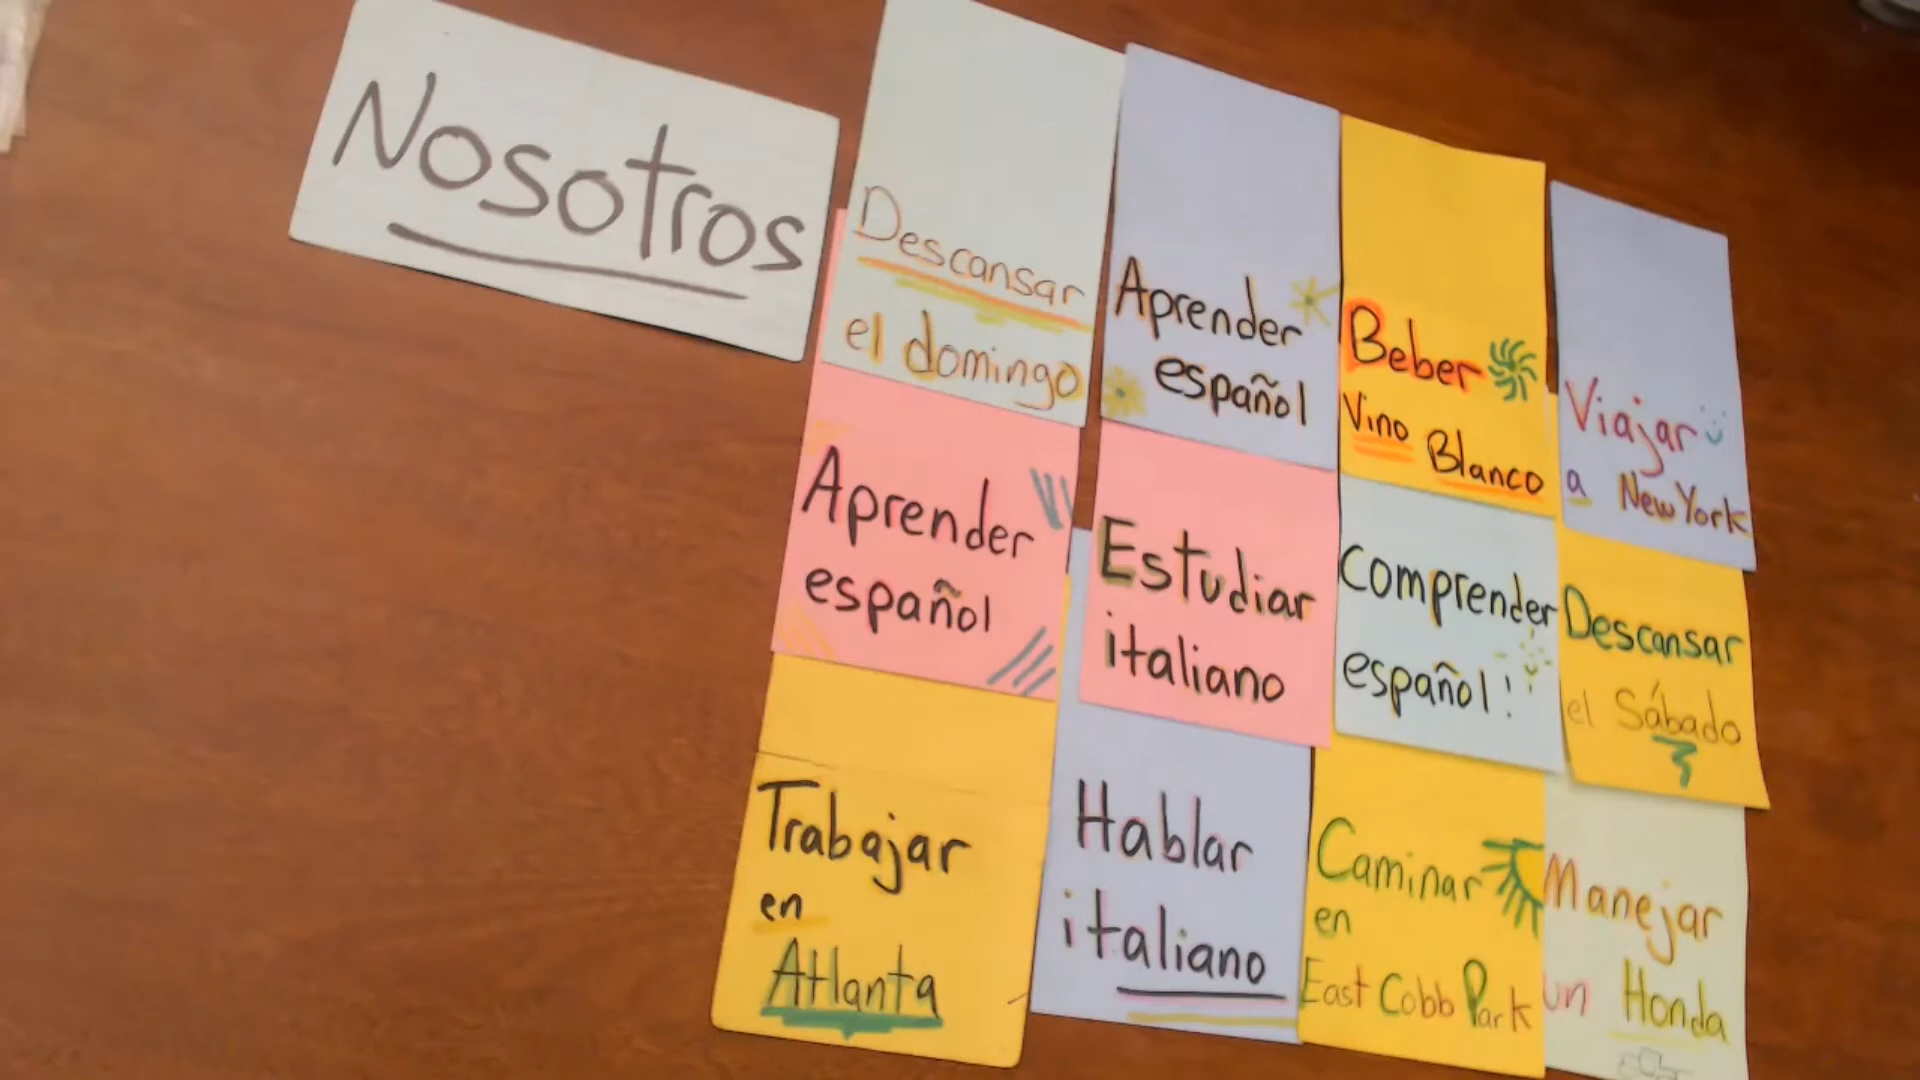 Nosotros
Descansar
el domingo
Aprender
español
Beber
Vino Blanco
Viajar
a New York
Aprender
español
Estudiar
italiano
Comprender
español!
Descansar
el Sábado
Trabajar
en
Atlanta
Hablar
italiano
Caminar
en
East Cobb Park
Manejar
un Honda